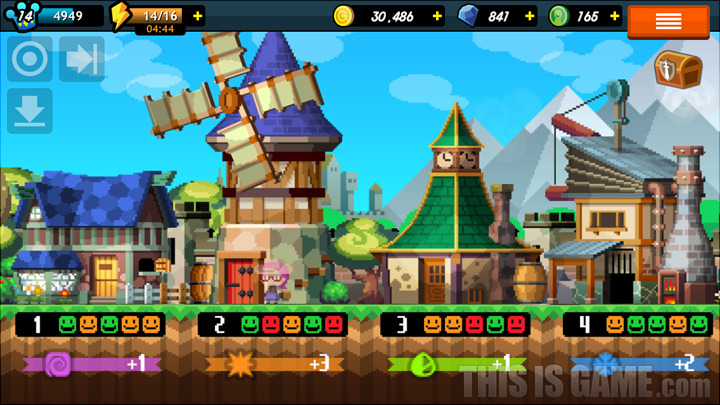 14 4949 14/16 + 30,486 + 841 + 165 +
04:44
1 2 3 4
+1 +3 +1 +2
THIS IS GAME.com